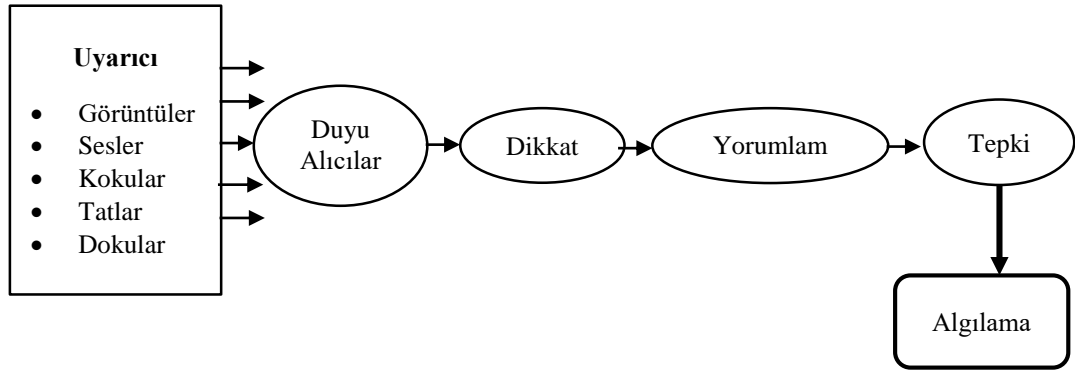 Uyarıcı
• Görüntüler
• Sesler
• Kokular
• Tatlar
• Dokular
Duyu
Alıcılar
Dikkat
Yorumlam
Tepki
Algılama